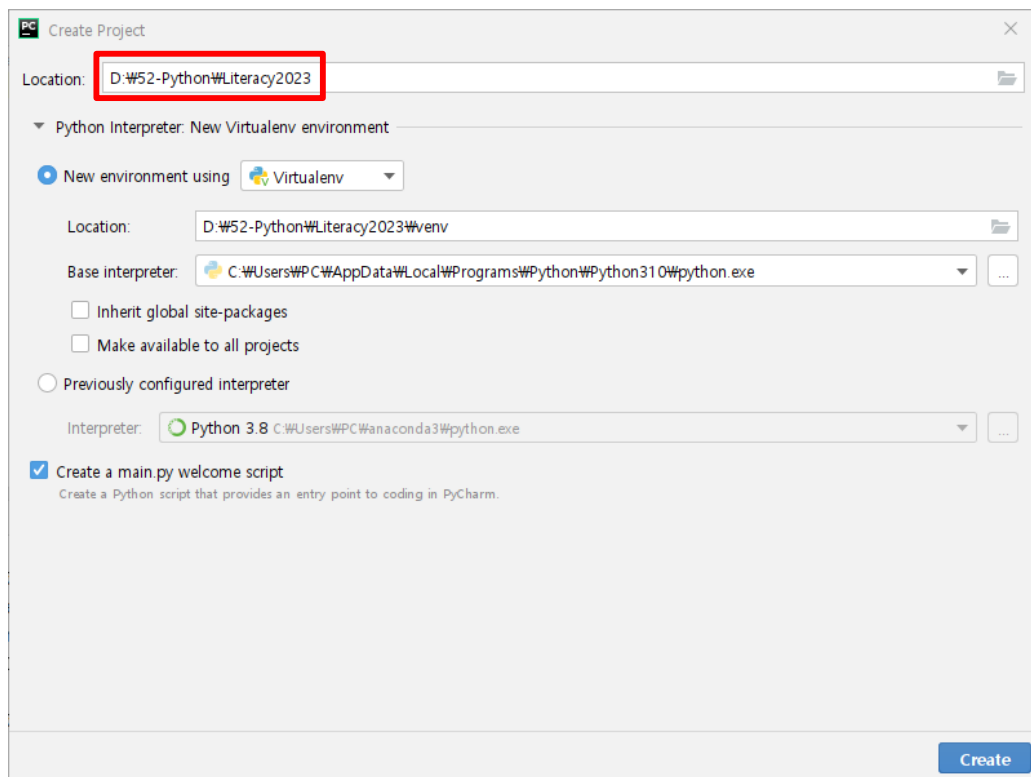 PC Create Project
Location: D:₩52-Python₩Literacy2023
Python Interpreter: New Virtualenv environment
New environment using Virtualenv
Location: D:₩52-Python₩Literacy2023₩venv
Base interpreter: C:₩Users₩PC₩AppData₩Local₩Programs₩Python₩Python310₩python.exe ...
Inherit global site-packages
Make available to all projects
Previously configured interpreter
Interpreter: Python 3.8 C:₩Users₩PC₩anaconda3₩python.exe ...
Create a main.py welcome script
Create a Python script that provides an entry point to coding in PyCharm.
Create